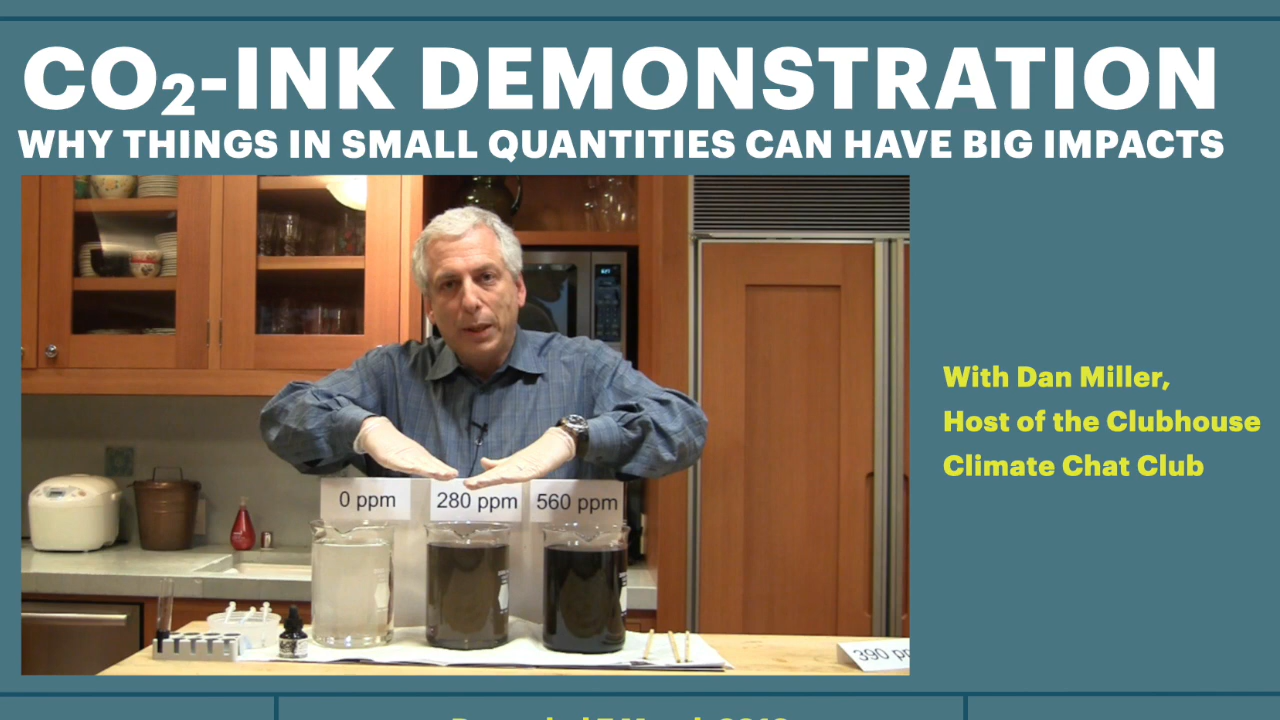 CO₂-INK DEMONSTRATION
WHY THINGS IN SMALL QUANTITIES CAN HAVE BIG IMPACTS
With Dan Miller,
Host of the Clubhouse
Climate Chat Club
0 ppm
280 ppm
560 ppm
390